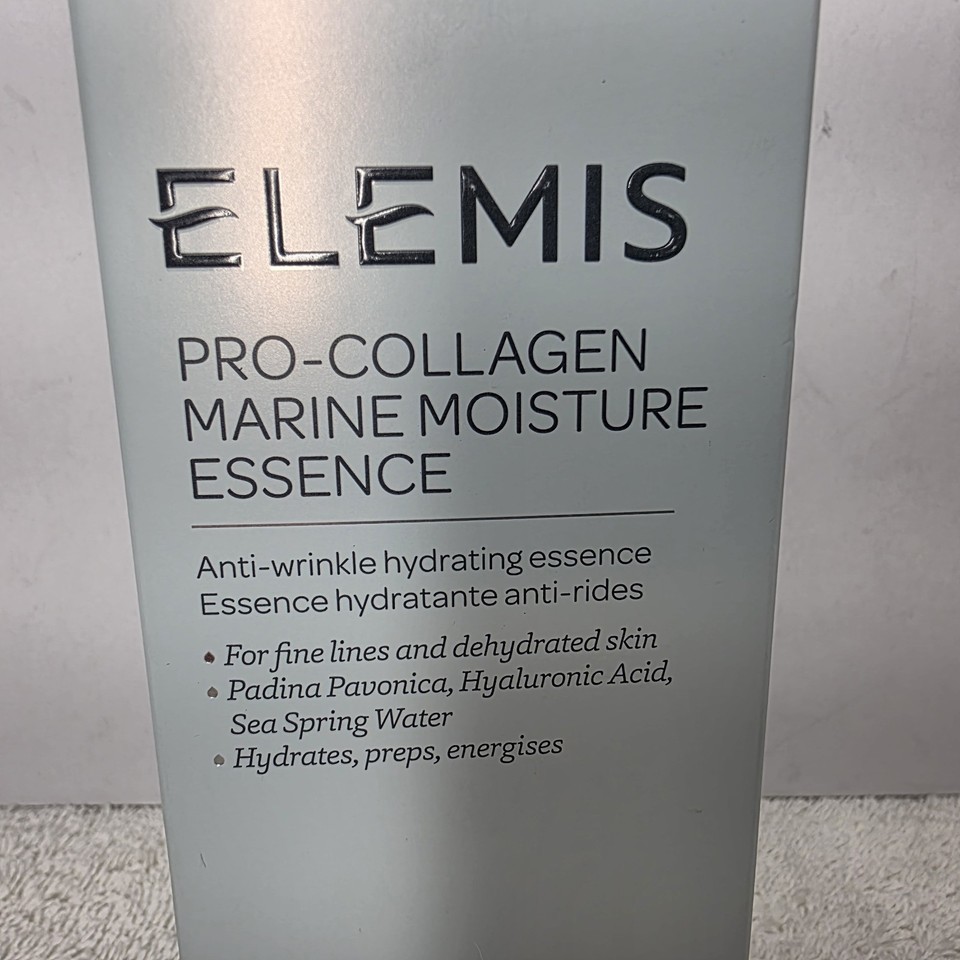 ELEMIS
PRO-COLLAGEN
MARINE MOISTURE
ESSENCE
Anti-wrinkle hydrating essence
Essence hydratante anti-rides
• For fine lines and dehydrated skin
• Padina Pavonica, Hyaluronic Acid,
Sea Spring Water
• Hydrates, preps, energises